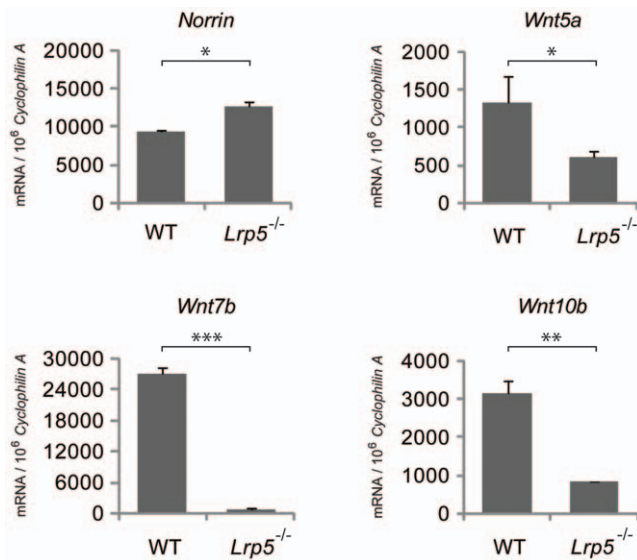 Norrin
*
mRNA / 10⁶ Cyclophilin A
20000
15000
10000
5000
0
WT Lrp5⁻/⁻
Wnt5a
*
mRNA / 10⁶ Cyclophilin A
2000
1500
1000
500
0
WT Lrp5⁻/⁻
Wnt7b
***
mRNA / 10⁶ Cyclophilin A
30000
24000
18000
12000
6000
0
WT Lrp5⁻/⁻
Wnt10b
**
mRNA / 10⁶ Cyclophilin A
4000
3000
2000
1000
0
WT Lrp5⁻/⁻